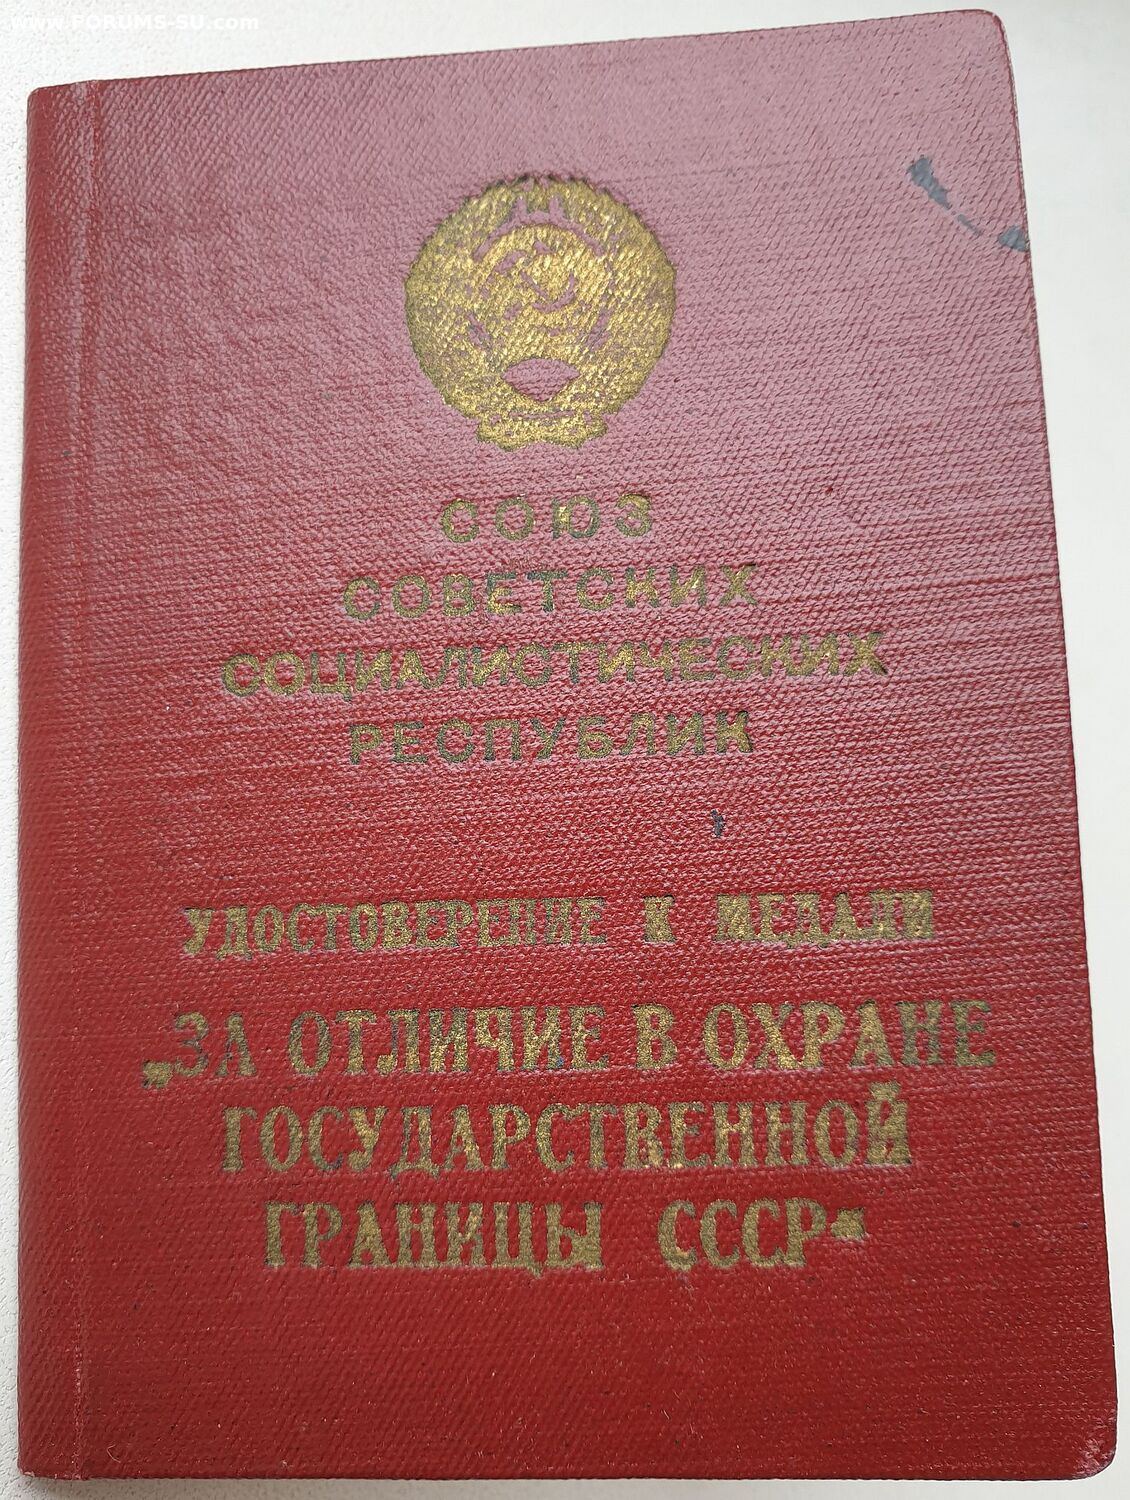 www.FORUMS-SU.com
СОЮЗ
СОВЕТСКИХ
СОЦИАЛИСТИЧЕСКИХ
РЕСПУБЛИК
УДОСТОВЕРЕНИЕ К МЕДАЛИ
„ЗА ОТЛИЧИЕ В ОХРАНЕ
ГОСУДАРСТВЕННОЙ
ГРАНИЦЫ СССР“